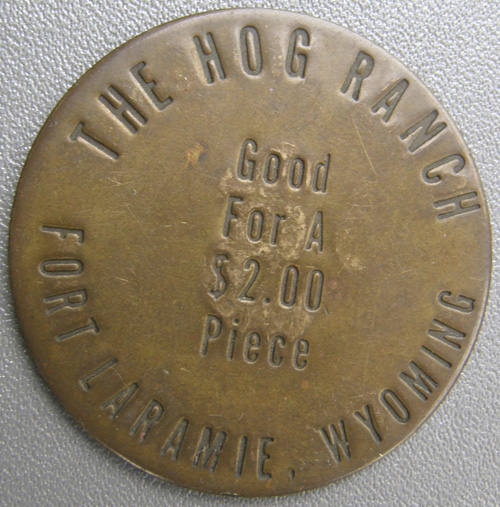 THE HOG RANCH
Good
For A
$2.00
Piece
FORT LARAMIE, WYOMING